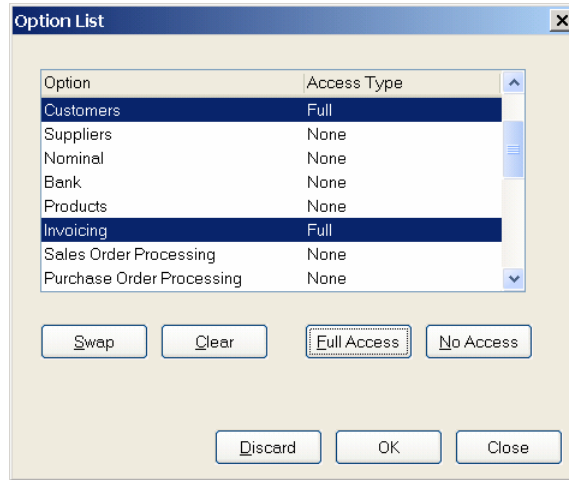 Option List
Option Access Type
Customers Full
Suppliers None
Nominal None
Bank None
Products None
Invoicing Full
Sales Order Processing None
Purchase Order Processing None
Swap Clear Full Access No Access
Discard OK Close